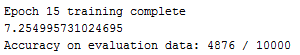 Epoch 15 training complete
7.254995731024695
Accuracy on evaluation data: 4876 / 10000